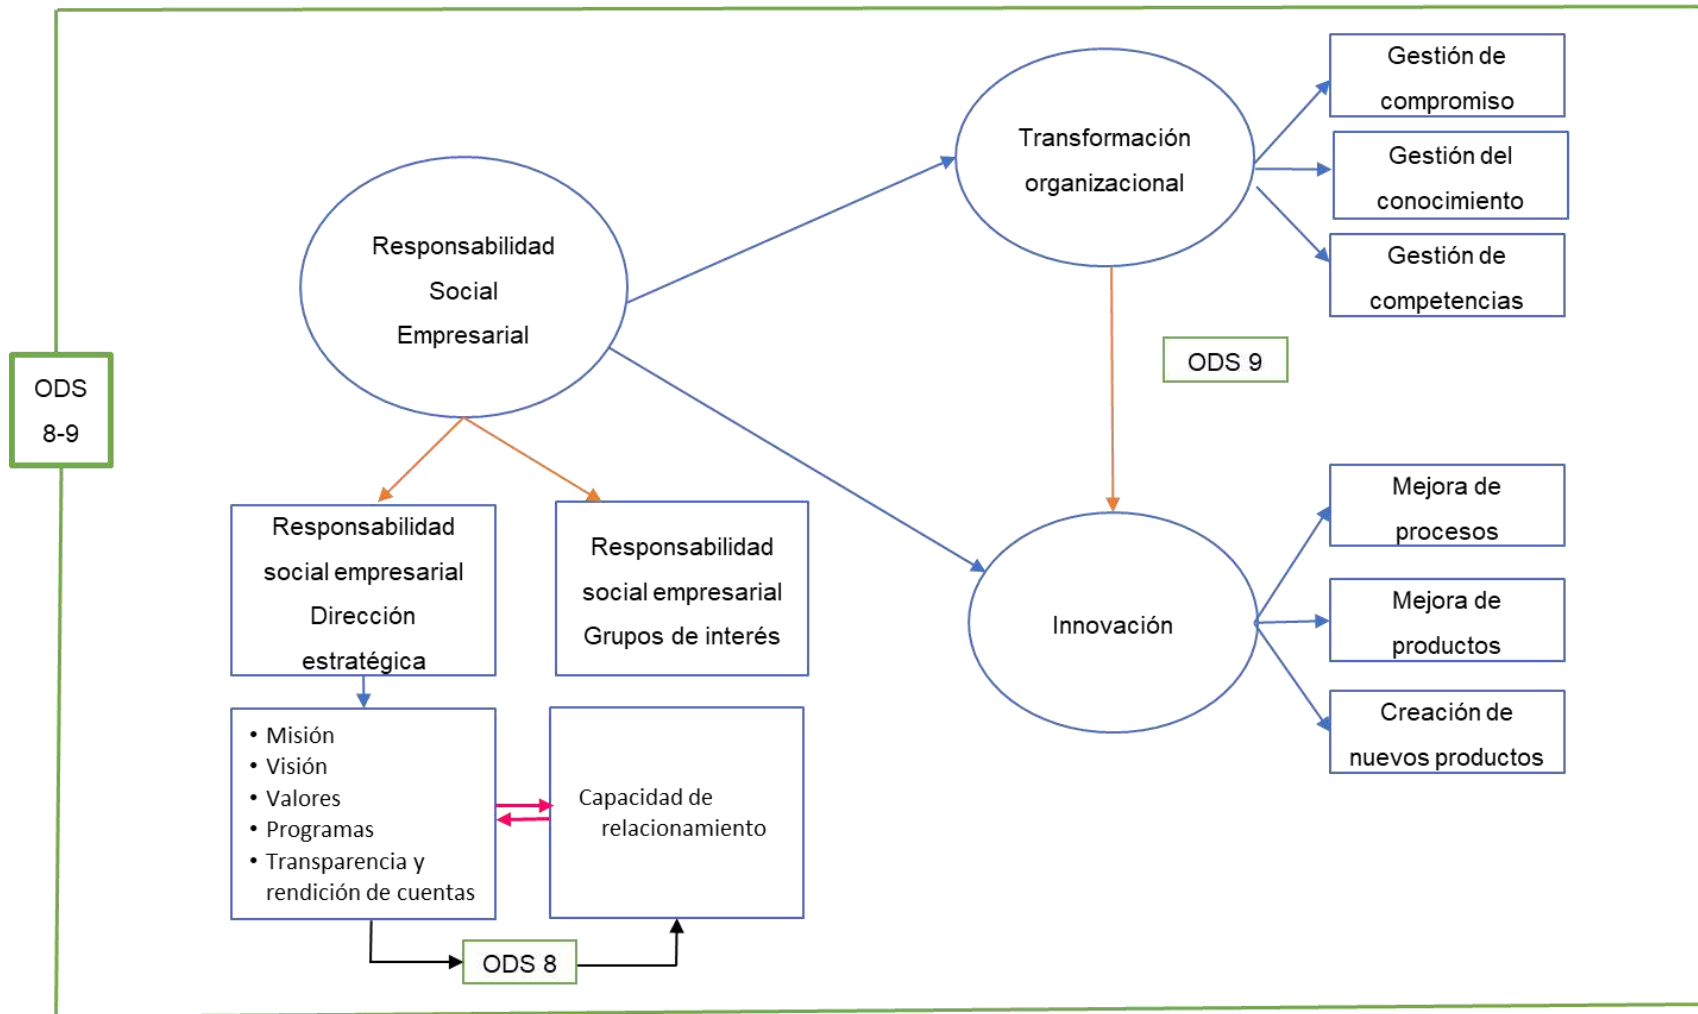 Gestión de
compromiso
Transformación
organizacional
Gestión del
conocimiento
Gestión de
competencias
Responsabilidad
Social
Empresarial
ODS
8-9
ODS 9
Responsabilidad
social empresarial
Dirección
estratégica
Responsabilidad
social empresarial
Grupos de interés
Innovación
Mejora de
procesos
Mejora de
productos
Creación de
nuevos productos
• Misión
• Visión
• Valores
• Programas
• Transparencia y
rendición de cuentas
Capacidad de
relacionamiento
ODS 8